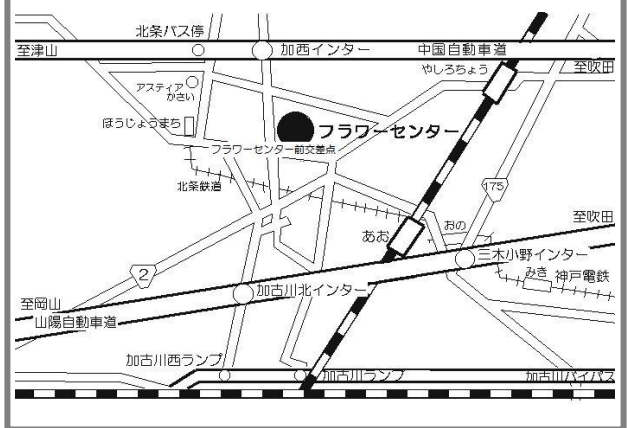 北条バス停
至津山
加西インター
中国自動車道
やしろちょう
至吹田
アスティア
かさい
ほうじょうまち
フラワーセンター
フラワーセンター前交差点
北条鉄道
175
あお
おの
至吹田
三木小野インター
みき
神戸電鉄
2
加古川北インター
至岡山
山陽自動車道
加古川西ランプ
加古川ランプ
加古川バイパス